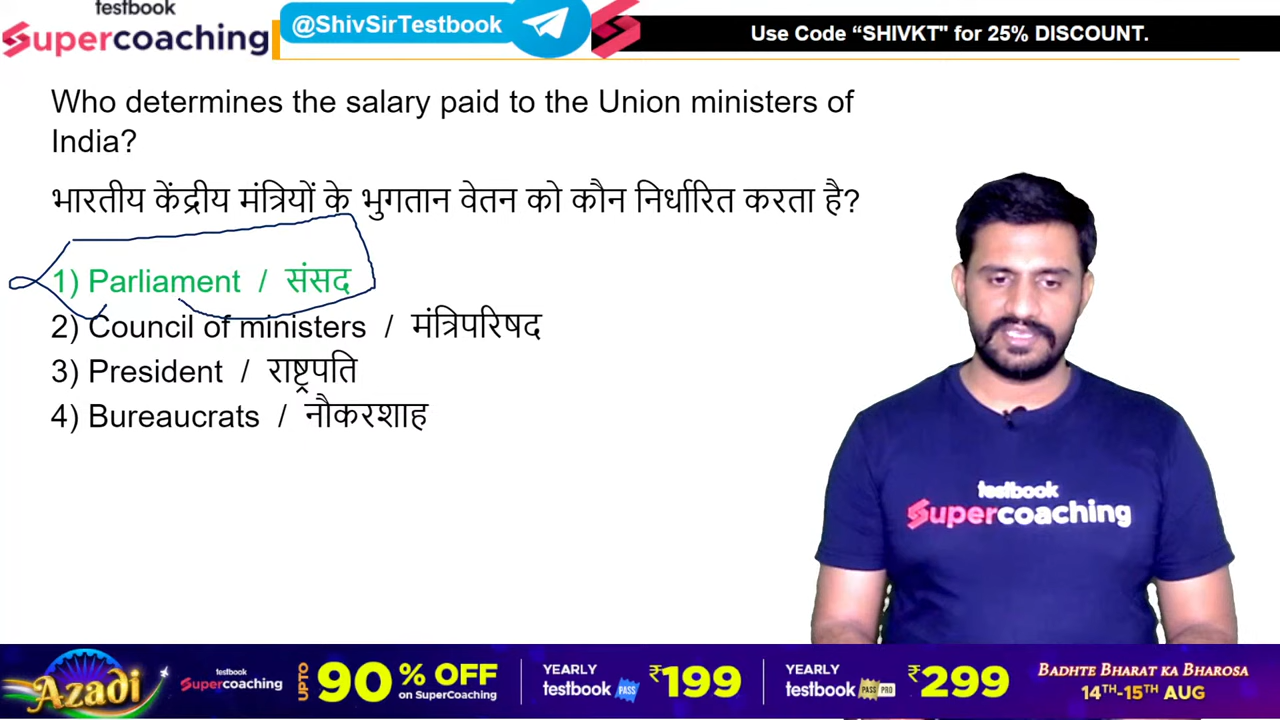 testbook
Supercoaching
@ShivSirTestbook
Use Code “SHIVKT" for 25% DISCOUNT.
Who determines the salary paid to the Union ministers of
India?
भारतीय केंद्रीय मंत्रियों के भुगतान वेतन को कौन निर्धारित करता है?
1) Parliament / संसद
2) Council of ministers / मंत्रिपरिषद
3) President / राष्ट्रपति
4) Bureaucrats / नौकरशाह
testbook
Supercoaching
Azadi
testbook
Supercoaching
UPTO 90% OFF
on SuperCoaching
YEARLY
testbook PASS
₹199
YEARLY
testbook PASS PRO
₹299
BADHTE BHARAT KA BHAROSA
14TH-15TH AUG